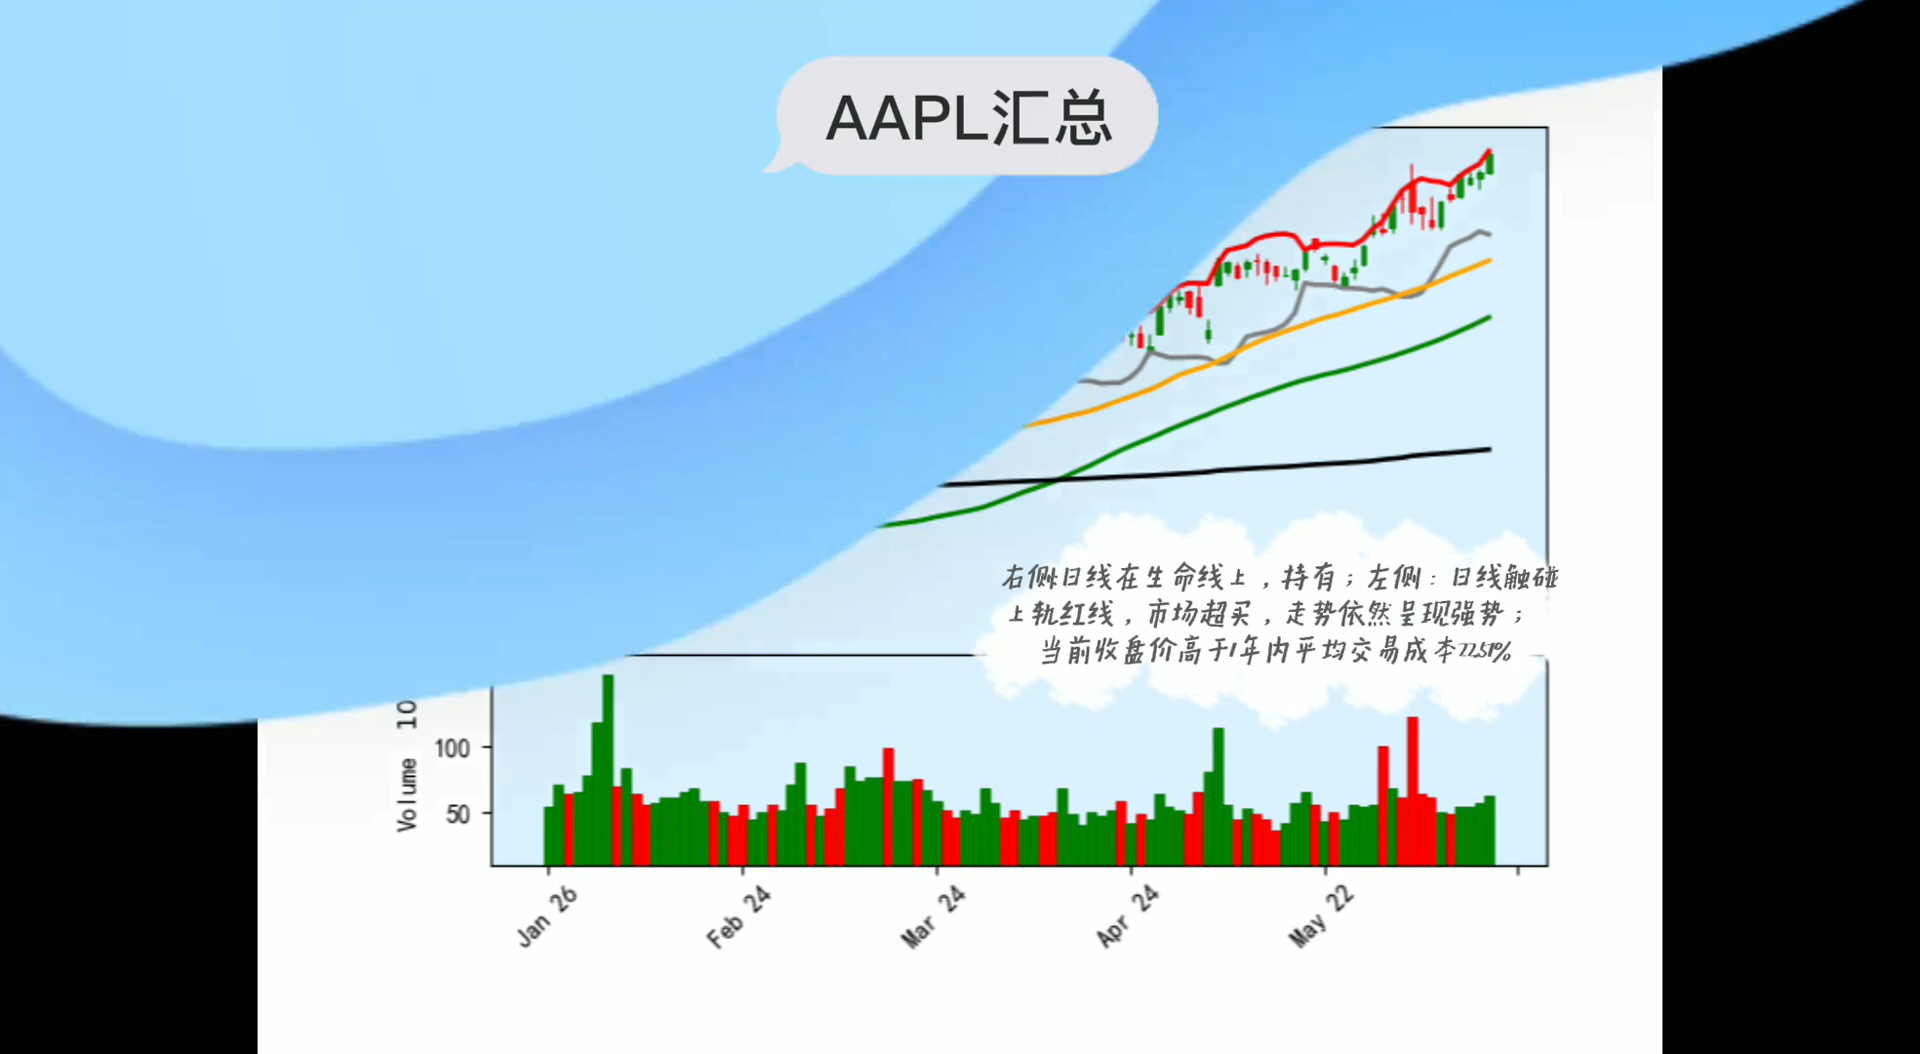 AAPL汇总
右侧:日线在生命线上，持有；左侧：日线触碰
上轨红线，市场超买，走势依然呈现强势；
当前收盘价高于1年内平均交易成本22.51%
Volume 10
100
50
Jan 26
Feb 24
Mar 24
Apr 24
May 22